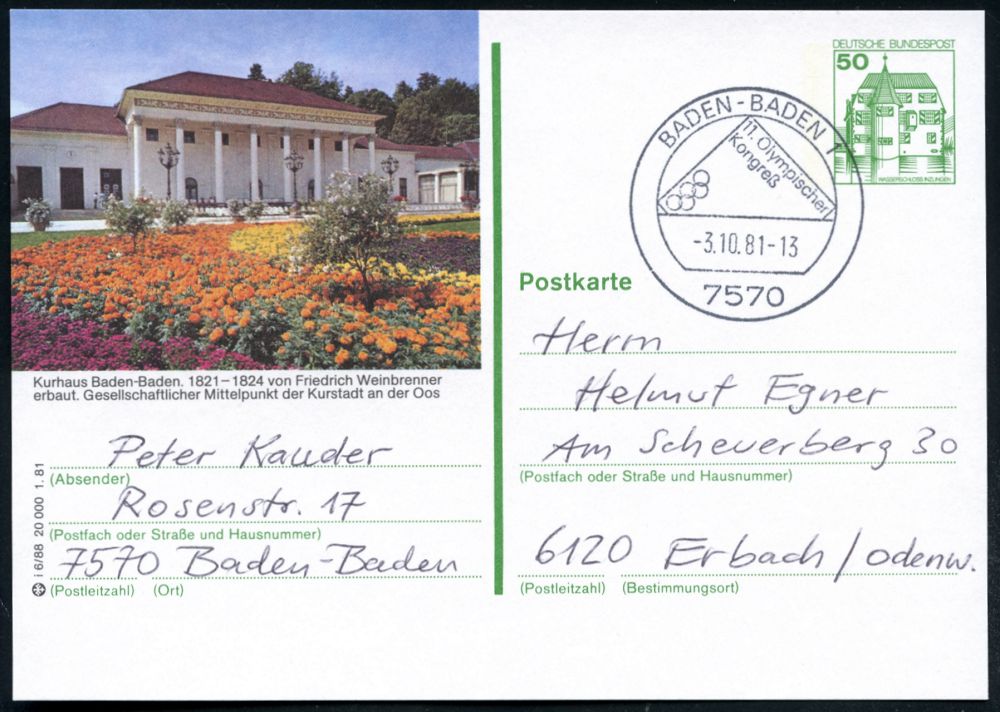 Kurhaus Baden-Baden. 1821–1824 von Friedrich Weinbrenner
erbaut. Gesellschaftlicher Mittelpunkt der Kurstadt an der Oos
Peter Kauder
(Absender)
Rosenstr. 17
(Postfach oder Straße und Hausnummer)
7570 Baden-Baden
(Postleitzahl) (Ort)
i 6/88 20 000 1.81
DEUTSCHE BUNDESPOST
50
WASSERSCHLOSS INZLINGEN
BADEN-BADEN 1
11. Olympischer
Kongreß
-3.10.81-13
7570
Postkarte
Herrn
Helmut Egner
Am Scheuerberg 30
(Postfach oder Straße und Hausnummer)
6120 Erbach/odenw.
(Postleitzahl) (Bestimmungsort)